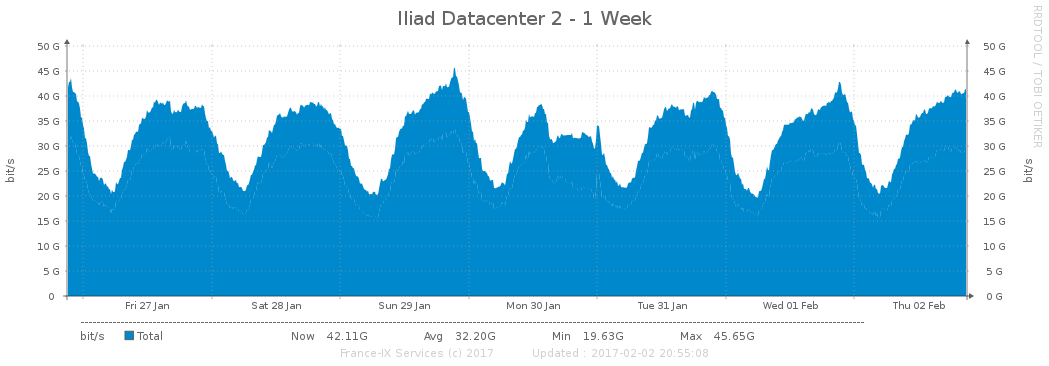 Iliad Datacenter 2 - 1 Week
RRDTOOL / TOBI OETIKER
bit/s
50 G
45 G
40 G
35 G
30 G
25 G
20 G
15 G
10 G
5 G
0
50 G
45 G
40 G
35 G
30 G
25 G
20 G
15 G
10 G
5 G
0 G
bit/s
Fri 27 Jan Sat 28 Jan Sun 29 Jan Mon 30 Jan Tue 31 Jan Wed 01 Feb Thu 02 Feb
bit/s Total Now 42.11G Avg 32.20G Min 19.63G Max 45.65G
France-IX Services (c) 2017 Updated : 2017-02-02 20:55:08